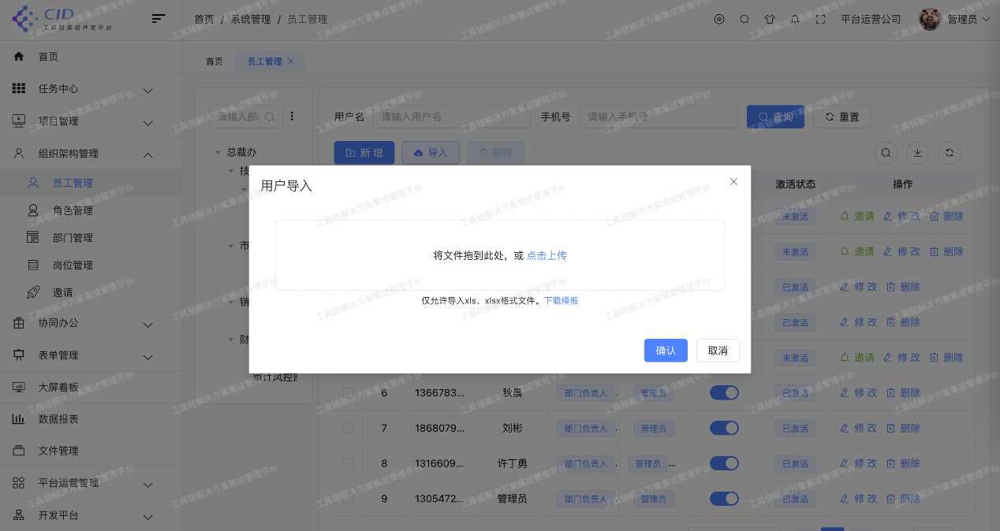 CID
工具链集成开发平台
首页 / 系统管理 / 员工管理
平台运营公司
管理员
首页
任务中心
项目管理
组织架构管理
员工管理
角色管理
部门管理
岗位管理
邀请
协同办公
表单管理
大屏看板
数据报表
文件管理
平台运营管理
开发平台
首页
员工管理
总裁办
审计风控部
用户名 请输入用户名 手机号 请输入手机号 查询 重置
新增 导入 删除
激活状态 操作
未激活 邀请 修改 删除
未激活 邀请 修改 删除
已激活 修改 删除
已激活 修改 删除
未激活 邀请 修改 删除
6 1366783... 秋晨 部门负责人 管理员 已激活 修改 删除
7 1868079... 刘彬 部门负责人 管理员 已激活 修改 删除
8 1316609... 许丁勇 部门负责人 管理员 ... 已激活 修改 删除
9 1305472... 管理员 部门负责人 管理员 已激活 修改 删除
用户导入
将文件拖到此处，或 点击上传
仅允许导入xls、xlsx格式文件。下载模板
确认 取消
工具链解决方案集成管理平台